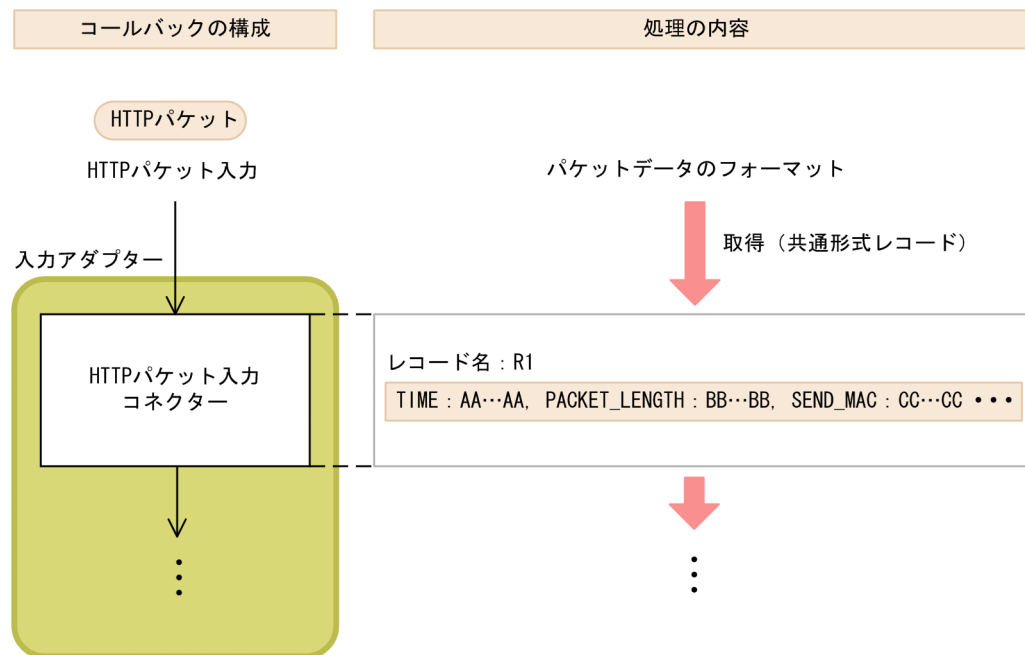 コールバックの構成
処理の内容
HTTPパケット
HTTPパケット入力
パケットデータのフォーマット
取得（共通形式レコード）
入力アダプター
HTTPパケット入力
コネクター
レコード名：R1
TIME：AA…AA, PACKET_LENGTH：BB…BB, SEND_MAC：CC…CC ・・・